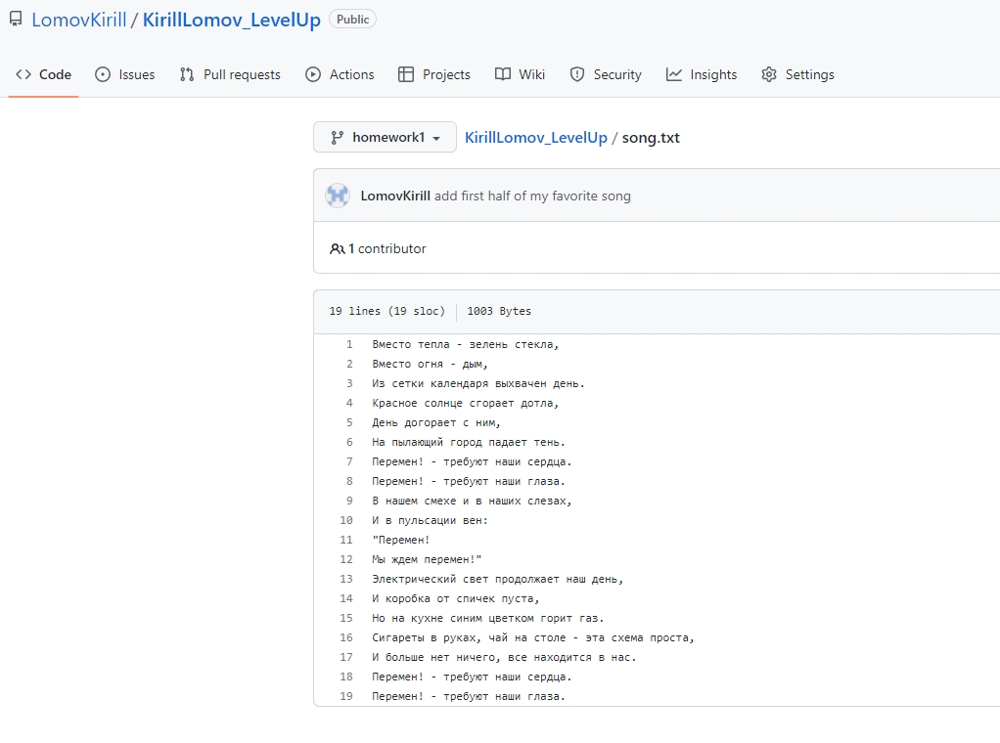 LomovKirill / KirillLomov_LevelUp Public
Code Issues Pull requests Actions Projects Wiki Security Insights Settings
homework1 KirillLomov_LevelUp / song.txt
LomovKirill add first half of my favorite song
1 contributor
19 lines (19 sloc) 1003 Bytes
1 Вместо тепла - зелень стекла,
2 Вместо огня - дым,
3 Из сетки календаря выхвачен день.
4 Красное солнце сгорает дотла,
5 День догорает с ним,
6 На пылающий город падает тень.
7 Перемен! - требуют наши сердца.
8 Перемен! - требуют наши глаза.
9 В нашем смехе и в наших слезах,
10 И в пульсации вен:
11 "Перемен!
12 Мы ждем перемен!"
13 Электрический свет продолжает наш день,
14 И коробка от спичек пуста,
15 Но на кухне синим цветком горит газ.
16 Сигареты в руках, чай на столе - эта схема проста,
17 И больше нет ничего, все находится в нас.
18 Перемен! - требуют наши сердца.
19 Перемен! - требуют наши глаза.